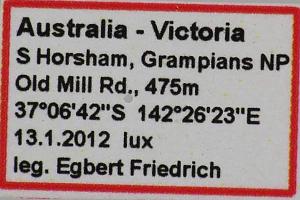 Australia - Victoria
S Horsham, Grampians NP
Old Mill Rd., 475m
37°06'42"S 142°26'23"E
13.1.2012 lux
leg. Egbert Friedrich